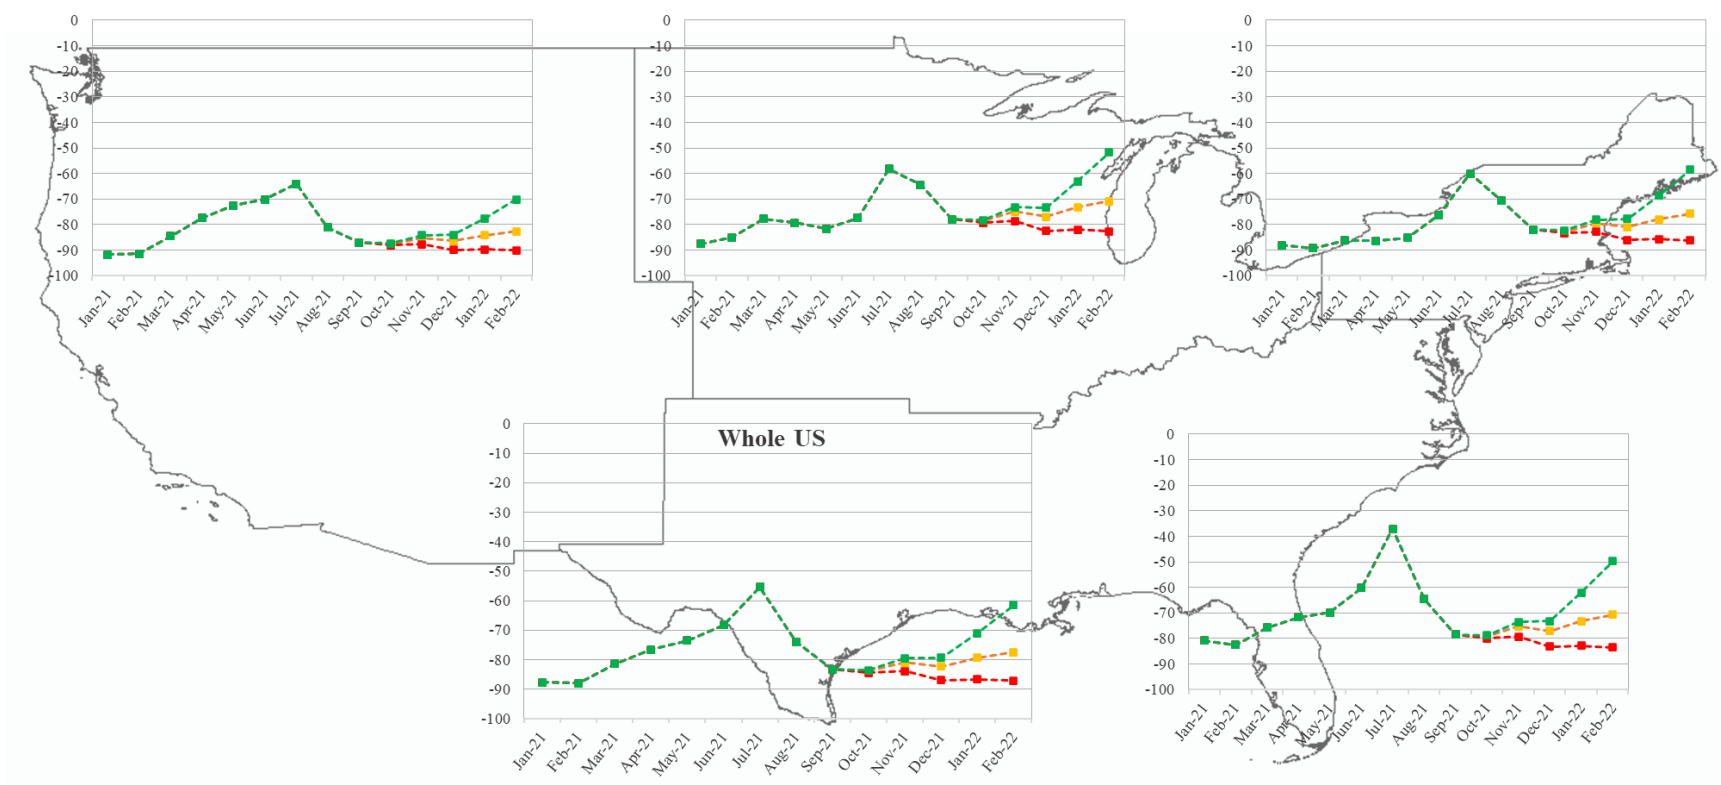 0
-10
-20
-30
-40
-50
-60
-70
-80
-90
-100
Jan-21
Feb-21
Mar-21
Apr-21
May-21
Jun-21
Jul-21
Aug-21
Sep-21
Oct-21
Nov-21
Dec-21
Jan-22
Feb-22
0
-10
-20
-30
-40
-50
-60
-70
-80
-90
-100
Jan-21
Feb-21
Mar-21
Apr-21
May-21
Jun-21
Jul-21
Aug-21
Sep-21
Oct-21
Nov-21
Dec-21
Jan-22
Feb-22
0
-10
-20
-30
-40
-50
-60
-70
-80
-90
-100
Jan-21
Feb-21
Mar-21
Apr-21
May-21
Jun-21
Jul-21
Aug-21
Sep-21
Oct-21
Nov-21
Dec-21
Jan-22
Feb-22
Whole US
0
-10
-20
-30
-40
-50
-60
-70
-80
-90
-100
Jan-21
Feb-21
Mar-21
Apr-21
May-21
Jun-21
Jul-21
Aug-21
Sep-21
Oct-21
Nov-21
Dec-21
Jan-22
Feb-22
0
-10
-20
-30
-40
-50
-60
-70
-80
-90
-100
Jan-21
Feb-21
Mar-21
Apr-21
May-21
Jun-21
Jul-21
Aug-21
Sep-21
Oct-21
Nov-21
Dec-21
Jan-22
Feb-22